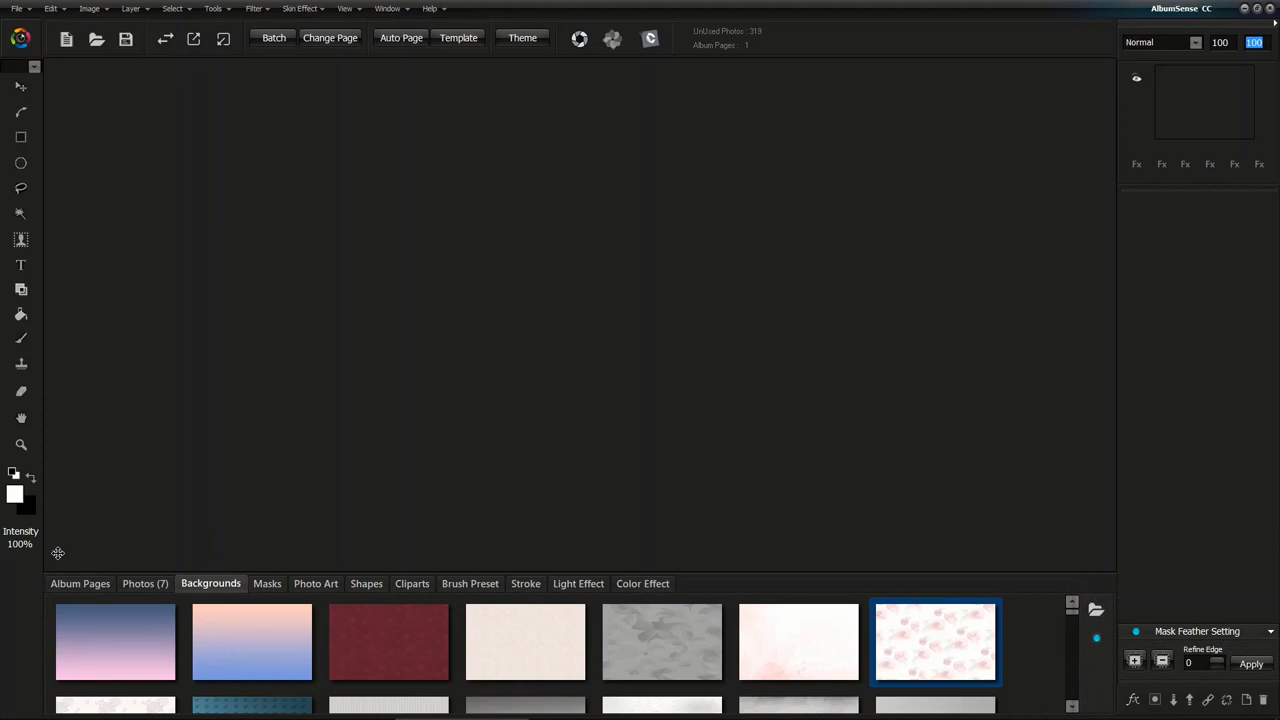 File Edit Image Layer Select Tools Filter Skin Effect View Window Help AlbumSense CC
Batch Change Page Auto Page Template Theme
UnUsed Photos : 319
Album Pages : 1
Normal 100 100
Fx Fx Fx Fx Fx Fx
T
Intensity
100%
Album Pages Photos (7) Backgrounds Masks Photo Art Shapes Cliparts Brush Preset Stroke Light Effect Color Effect
Mask Feather Setting
Refine Edge
0 Apply
fx